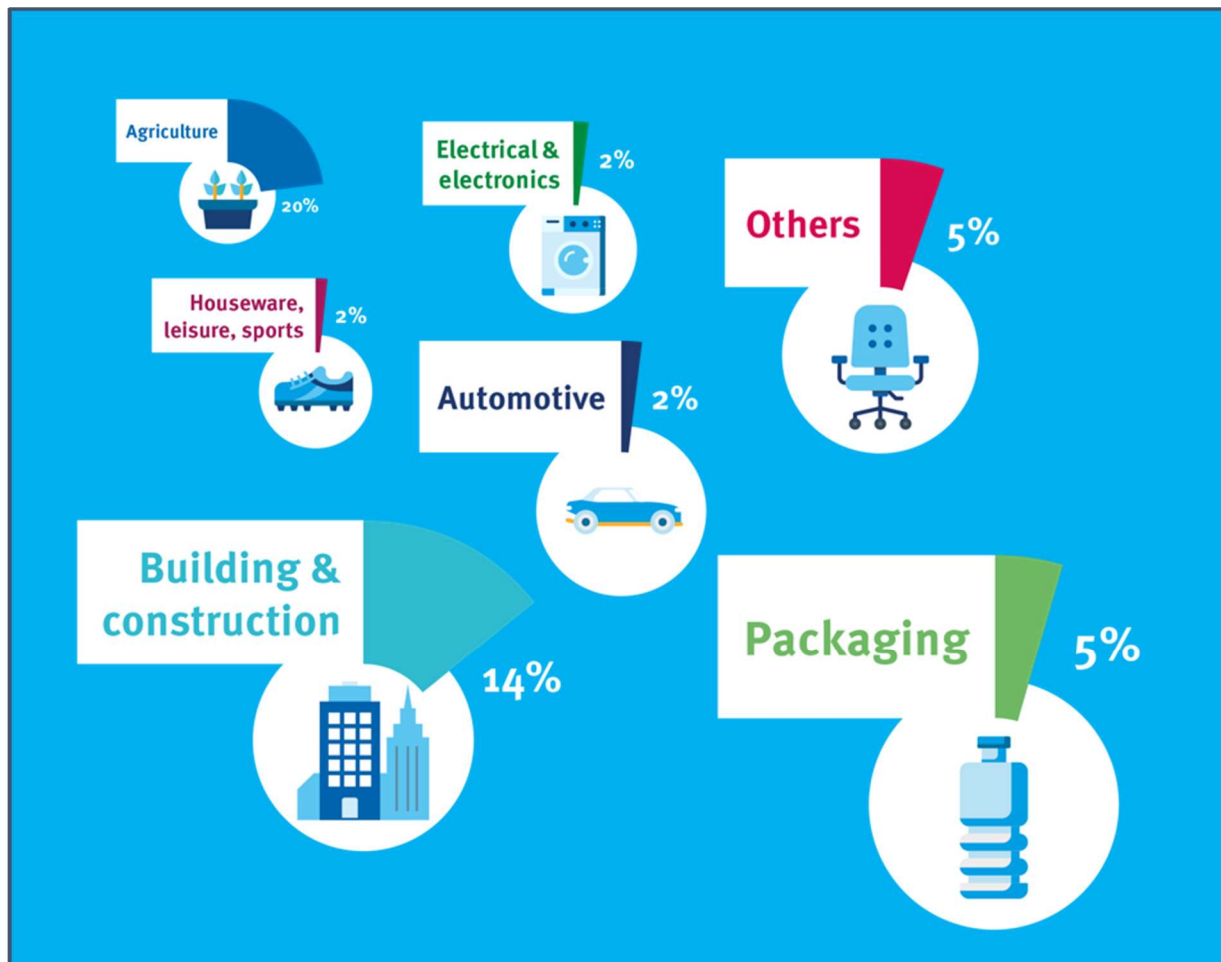 Agriculture
20%
Electrical &
electronics
2%
Others
5%
Houseware,
leisure, sports
2%
Automotive
2%
Building &
construction
14%
Packaging
5%